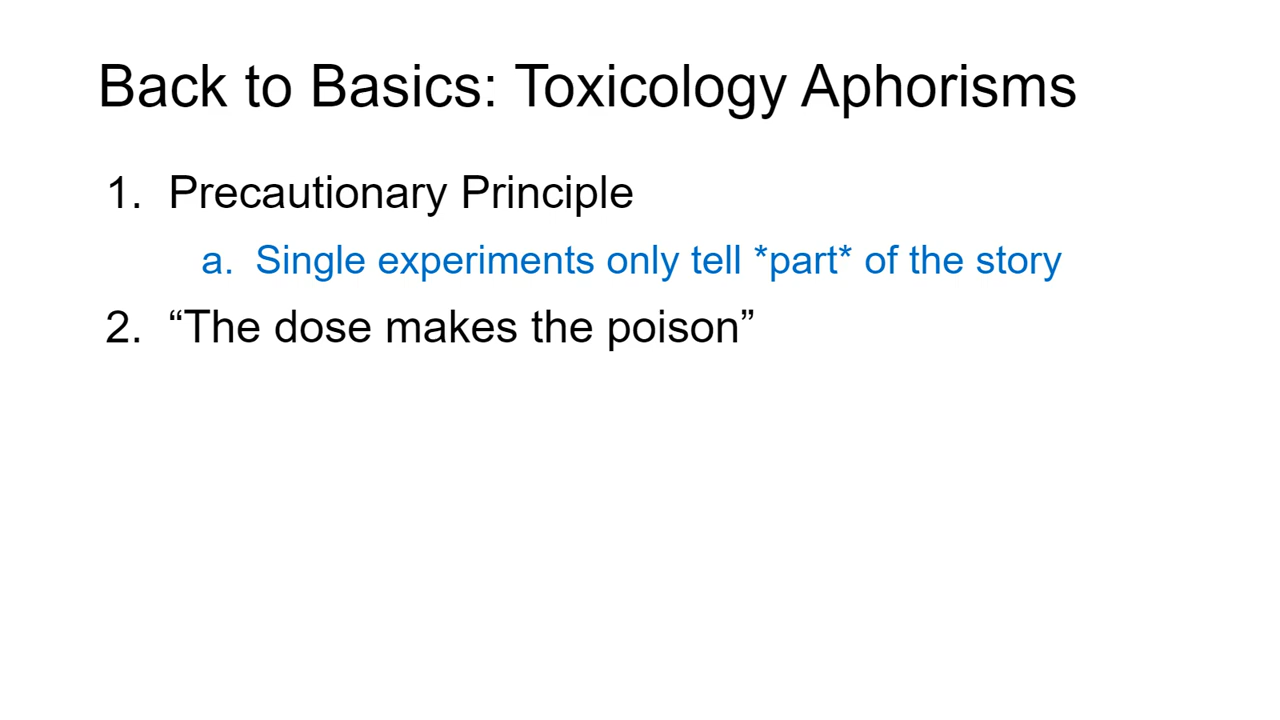 Back to Basics: Toxicology Aphorisms
1. Precautionary Principle
a. Single experiments only tell *part* of the story
2. “The dose makes the poison”